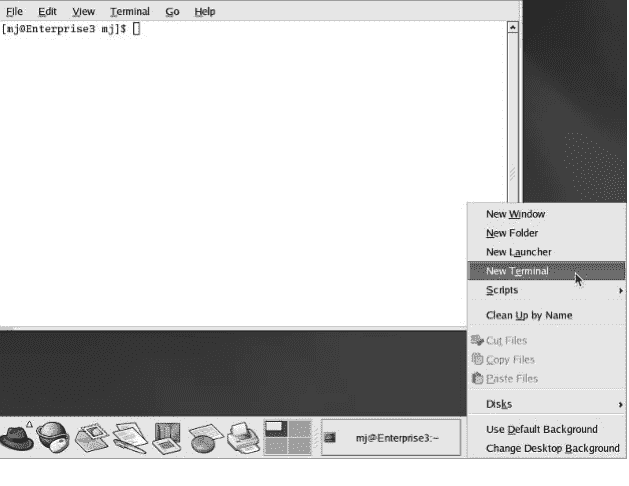 File Edit View Terminal Go Help
[mj@Enterprise3 mj]$
New Window
New Folder
New Launcher
New Terminal
Scripts
Clean Up by Name
Cut Files
Copy Files
Paste Files
Disks
Use Default Background
Change Desktop Background
mj@Enterprise3:~